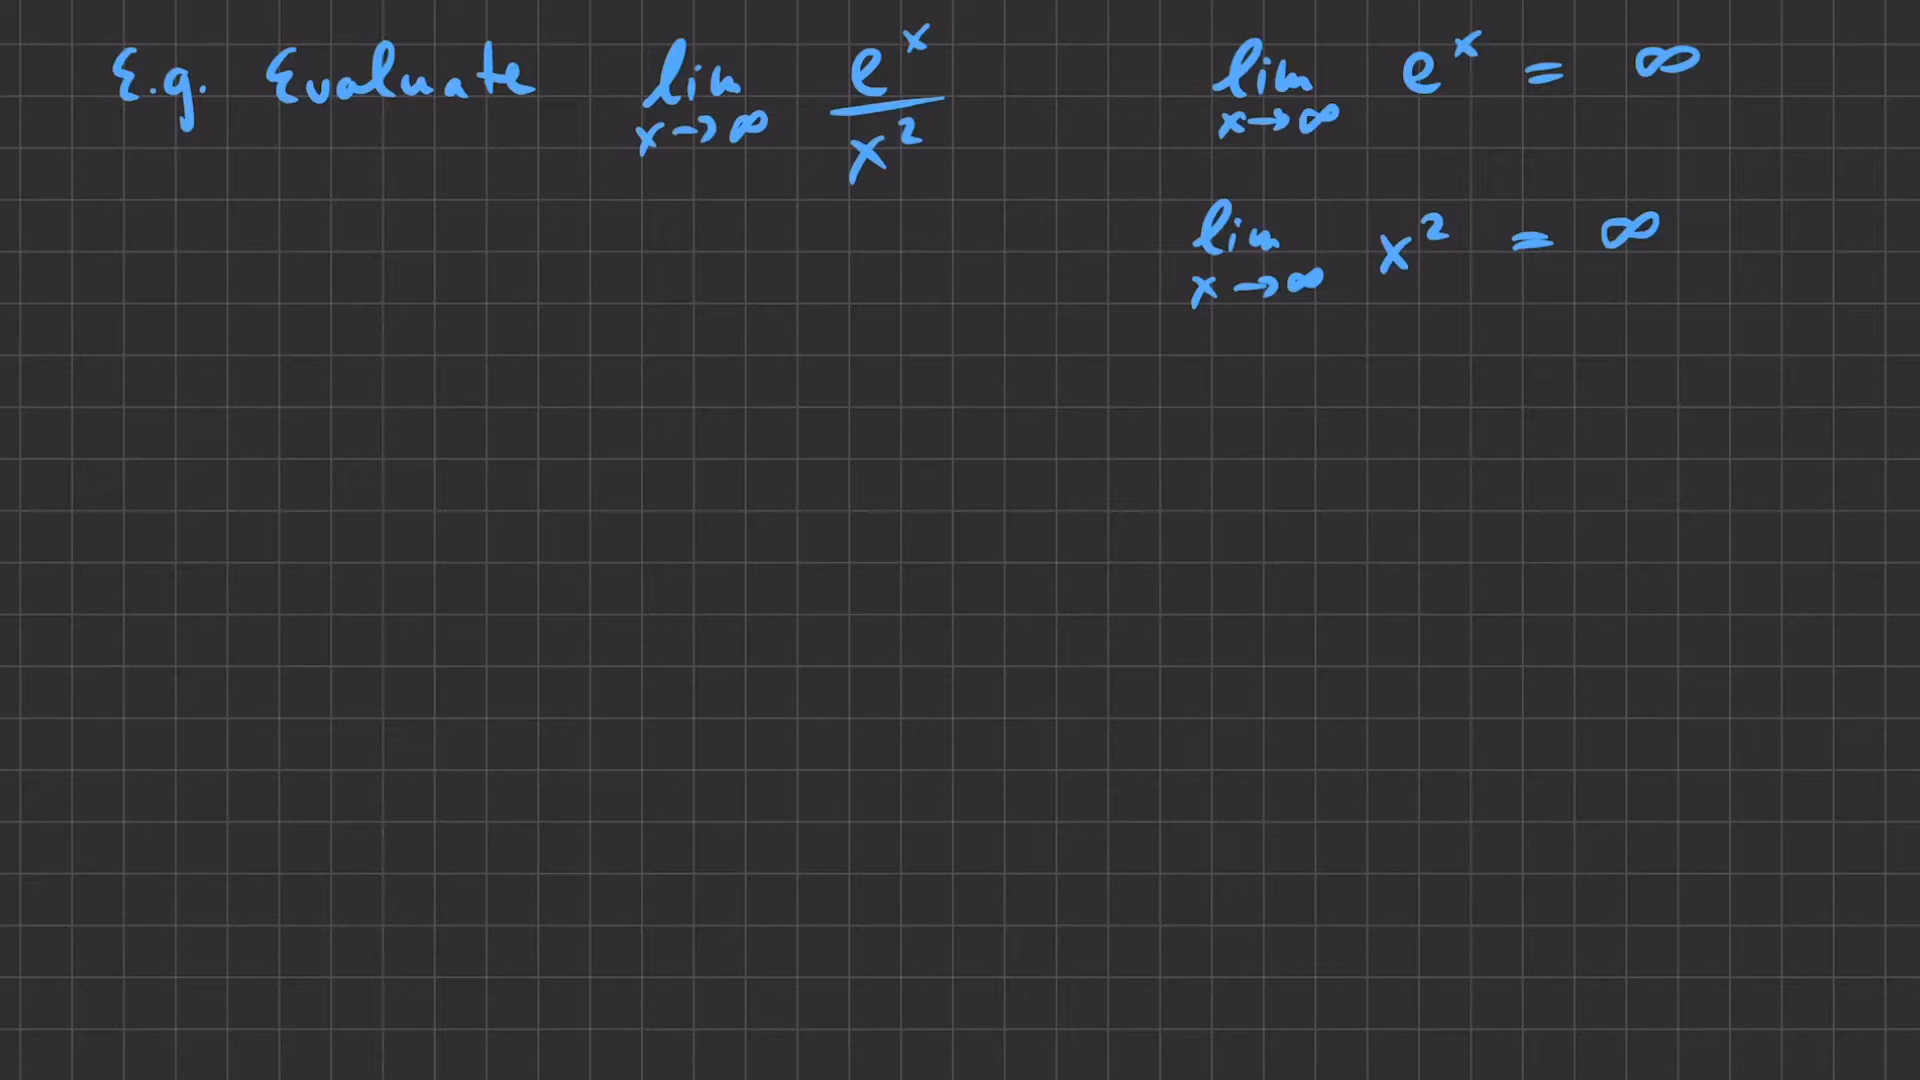 E.g. Evaluate lim x→∞ e^x / x^2
lim x→∞ e^x = ∞
lim x→∞ x^2 = ∞